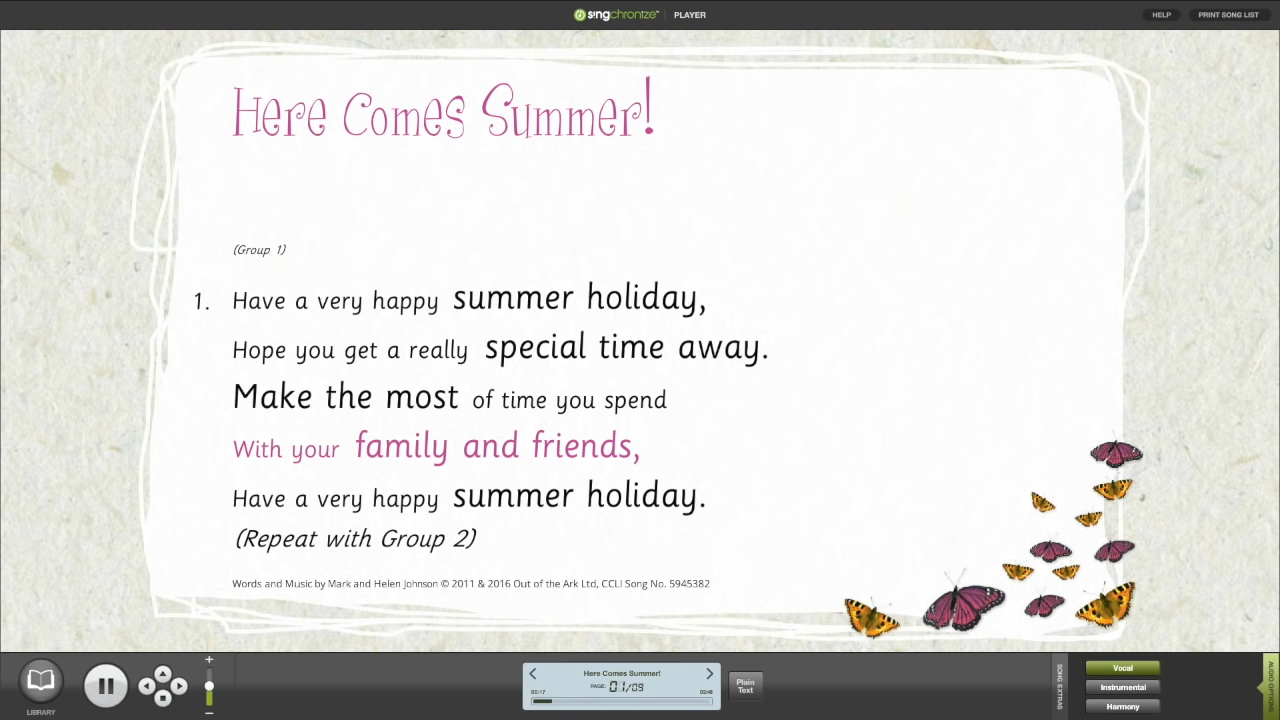 singchronize PLAYER
HELP
PRINT SONG LIST
Here Comes Summer!
(Group 1)
1. Have a very happy summer holiday,
Hope you get a really special time away.
Make the most of time you spend
With your family and friends,
Have a very happy summer holiday.
(Repeat with Group 2)
Words and Music by Mark and Helen Johnson © 2011 & 2016 Out of the Ark Ltd, CCLI Song No. 5945382
LIBRARY
+
−
Here Comes Summer!
PAGE: 01/09
00:17
02:46
Plain
Text
SONG EXTRAS
Vocal
Instrumental
Harmony
AUDIO OPTIONS